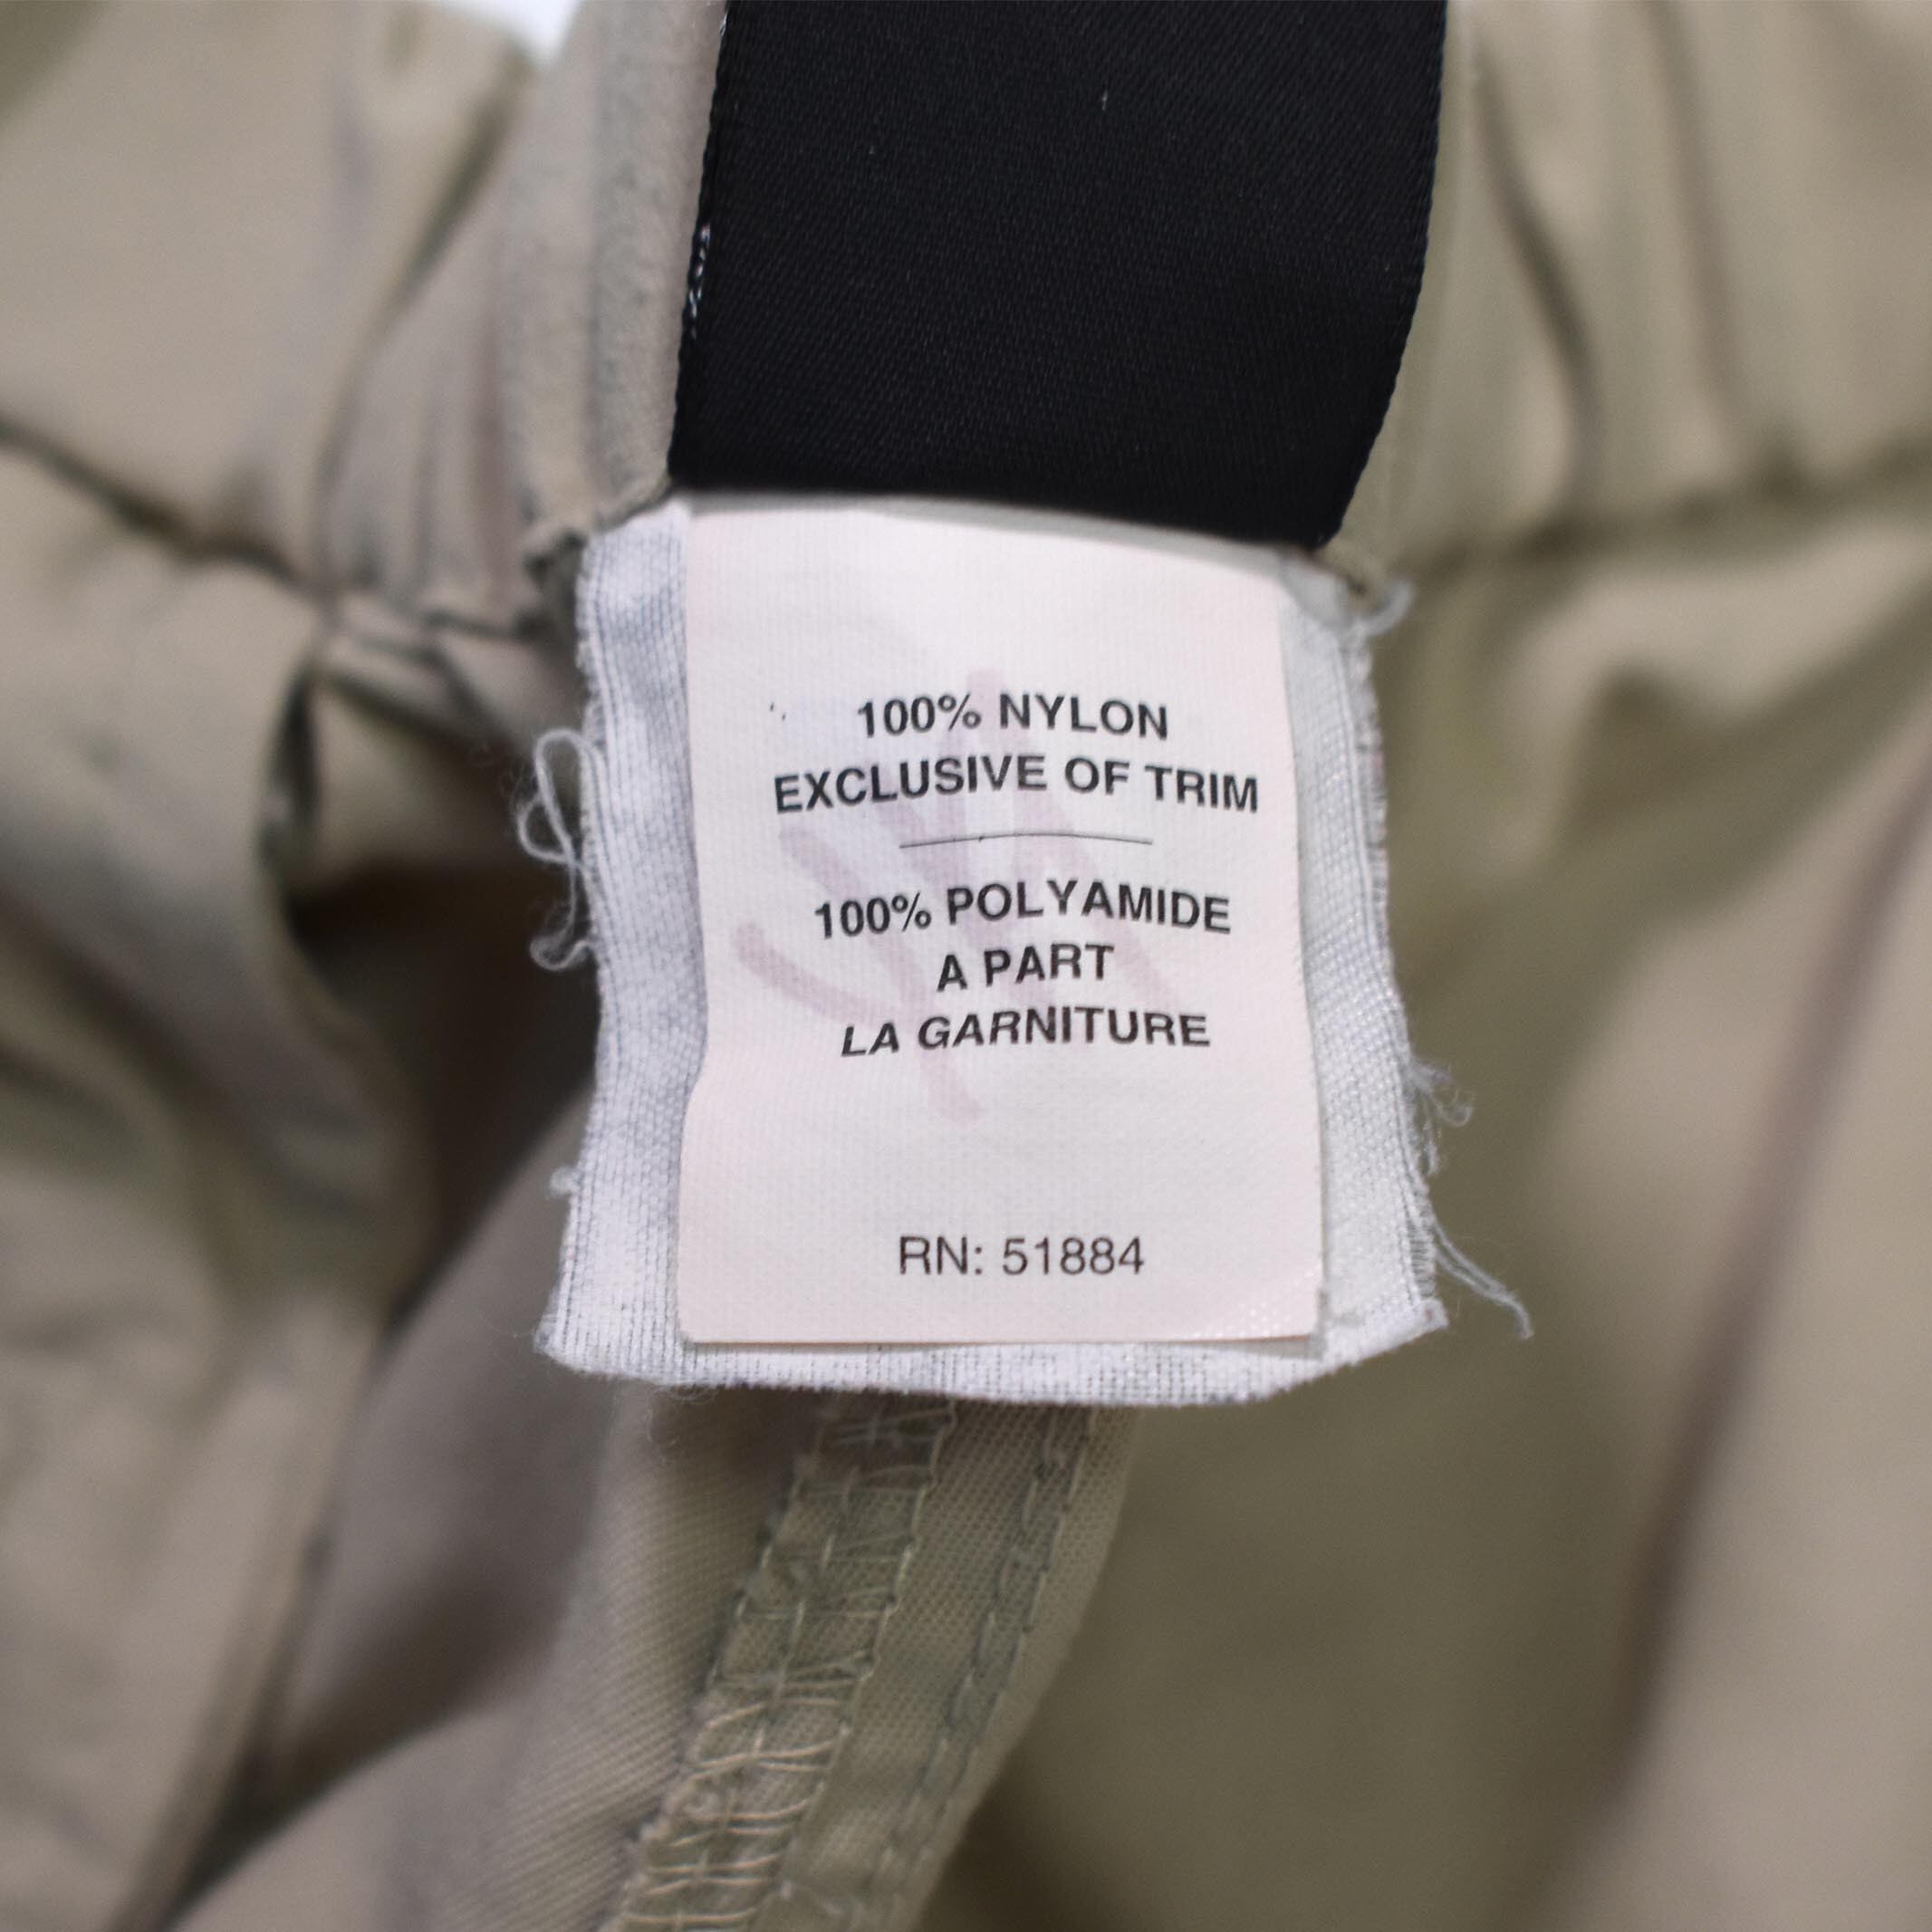 100% NYLON
EXCLUSIVE OF TRIM
100% POLYAMIDE
A PART
LA GARNITURE
RN: 51884